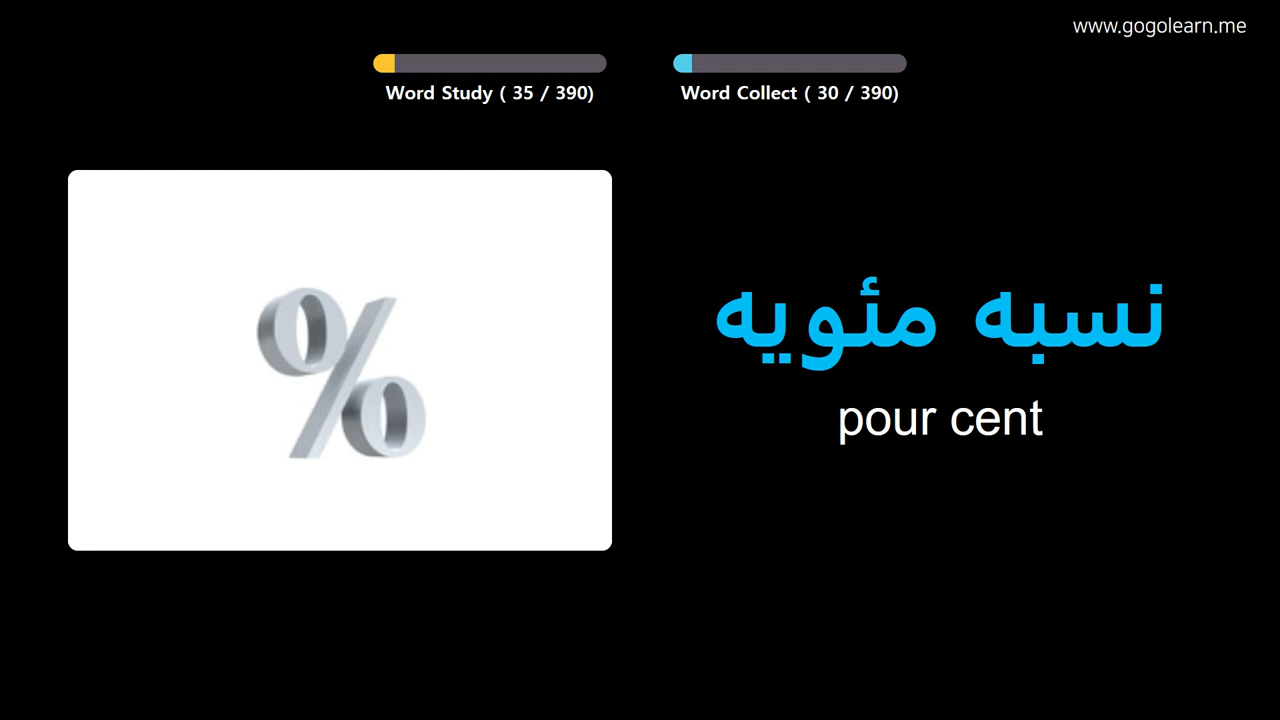 www.gogolearn.me
Word Study ( 35 / 390)
Word Collect ( 30 / 390)
%
نسبه مئويه
pour cent